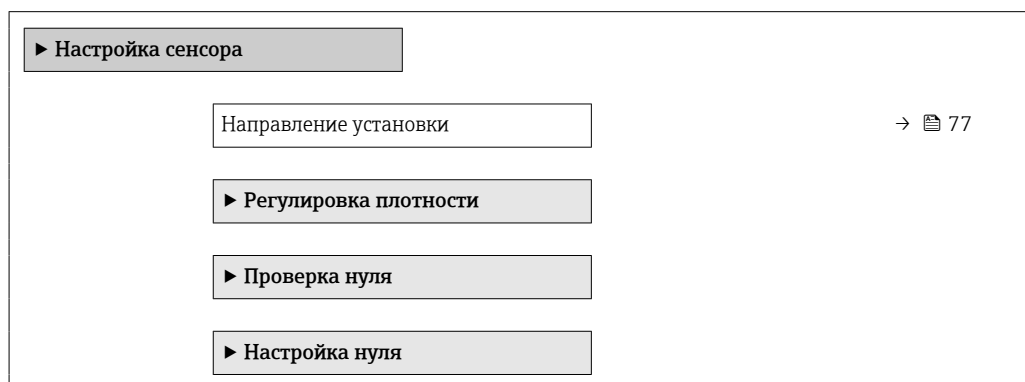 ▶ Настройка сенсора
Направление установки → 🖺 77
▶ Регулировка плотности
▶ Проверка нуля
▶ Настройка нуля